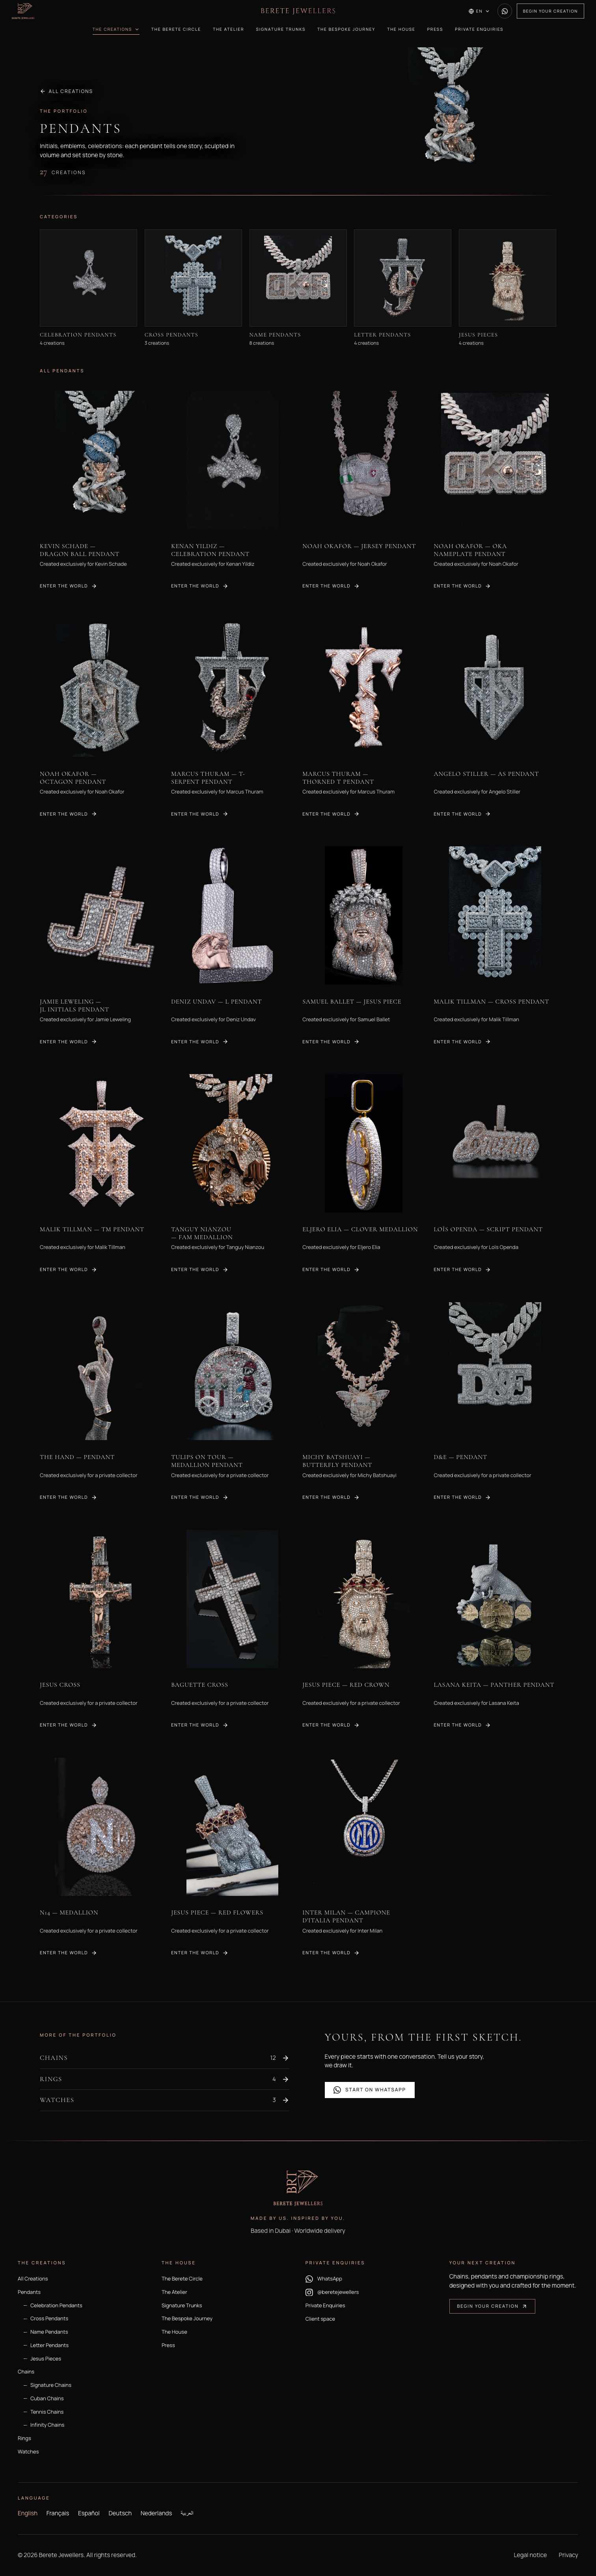 BERETE JEWELLERS
EN
BEGIN YOUR CREATION
THE CREATIONS
THE BERETE CIRCLE
THE ATELIER
SIGNATURE TRUNKS
THE BESPOKE JOURNEY
THE HOUSE
PRESS
PRIVATE ENQUIRIES
ALL CREATIONS
THE PORTFOLIO
PENDANTS
Initials, emblems, celebrations: each pendant tells one story, sculpted in
volume and set stone by stone.
27 CREATIONS
CATEGORIES
CELEBRATION PENDANTS
4 creations
CROSS PENDANTS
3 creations
NAME PENDANTS
8 creations
LETTER PENDANTS
4 creations
JESUS PIECES
4 creations
ALL PENDANTS
KEVIN SCHADE —
DRAGON BALL PENDANT
Created exclusively for Kevin Schade
ENTER THE WORLD
KENAN YILDIZ —
CELEBRATION PENDANT
Created exclusively for Kenan Yildiz
ENTER THE WORLD
NOAH OKAFOR — JERSEY PENDANT
Created exclusively for Noah Okafor
ENTER THE WORLD
NOAH OKAFOR — OKA
NAMEPLATE PENDANT
Created exclusively for Noah Okafor
ENTER THE WORLD
NOAH OKAFOR —
OCTAGON PENDANT
Created exclusively for Noah Okafor
ENTER THE WORLD
MARCUS THURAM — T-
SERPENT PENDANT
Created exclusively for Marcus Thuram
ENTER THE WORLD
MARCUS THURAM —
THORNED T PENDANT
Created exclusively for Marcus Thuram
ENTER THE WORLD
ANGELO STILLER — AS PENDANT
Created exclusively for Angelo Stiller
ENTER THE WORLD
JAMIE LEWELING —
JL INITIALS PENDANT
Created exclusively for Jamie Leweling
ENTER THE WORLD
DENIZ UNDAV — L PENDANT
Created exclusively for Deniz Undav
ENTER THE WORLD
SAMUEL BALLET — JESUS PIECE
Created exclusively for Samuel Ballet
ENTER THE WORLD
MALIK TILLMAN — CROSS PENDANT
Created exclusively for Malik Tillman
ENTER THE WORLD
MALIK TILLMAN — TM PENDANT
Created exclusively for Malik Tillman
ENTER THE WORLD
TANGUY NIANZOU
— FAM MEDALLION
Created exclusively for Tanguy Nianzou
ENTER THE WORLD
ELJERO ELIA — CLOVER MEDALLION
Created exclusively for Eljero Elia
ENTER THE WORLD
LOÏS OPENDA — SCRIPT PENDANT
Created exclusively for Loïs Openda
ENTER THE WORLD
THE HAND — PENDANT
Created exclusively for a private collector
ENTER THE WORLD
TULIPS ON TOUR —
MEDALLION PENDANT
Created exclusively for a private collector
ENTER THE WORLD
MICHY BATSHUAYI —
BUTTERFLY PENDANT
Created exclusively for Michy Batshuayi
ENTER THE WORLD
D&E
D&E — PENDANT
Created exclusively for a private collector
ENTER THE WORLD
JESUS CROSS
Created exclusively for a private collector
ENTER THE WORLD
BAGUETTE CROSS
Created exclusively for a private collector
ENTER THE WORLD
JESUS PIECE — RED CROWN
Created exclusively for a private collector
ENTER THE WORLD
LASANA KEITA — PANTHER PENDANT
Created exclusively for Lasana Keita
ENTER THE WORLD
N14 — MEDALLION
Created exclusively for a private collector
ENTER THE WORLD
JESUS PIECE — RED FLOWERS
Created exclusively for a private collector
ENTER THE WORLD
INTER MILAN — CAMPIONE
D'ITALIA PENDANT
Created exclusively for Inter Milan
ENTER THE WORLD
MORE OF THE PORTFOLIO
CHAINS 12
RINGS 4
WATCHES 3
YOURS, FROM THE FIRST SKETCH.
Every piece starts with one conversation. Tell us your story,
we draw it.
START ON WHATSAPP
BRT
BERETE JEWELLERS
MADE BY US, INSPIRED BY YOU.
Based in Dubai · Worldwide delivery
THE CREATIONS
All Creations
Pendants
— Celebration Pendants
— Cross Pendants
— Name Pendants
— Letter Pendants
— Jesus Pieces
Chains
— Signature Chains
— Cuban Chains
— Tennis Chains
— Infinity Chains
Rings
Watches
THE HOUSE
The Berete Circle
The Atelier
Signature Trunks
The Bespoke Journey
The House
Press
PRIVATE ENQUIRIES
WhatsApp
@beretejewellers
Private Enquiries
Client space
YOUR NEXT CREATION
Chains, pendants and championship rings,
designed with you and crafted for the moment.
BEGIN YOUR CREATION
LANGUAGE
English Français Español Deutsch Nederlands العربية
© 2026 Berete Jewellers. All rights reserved.
Legal notice Privacy